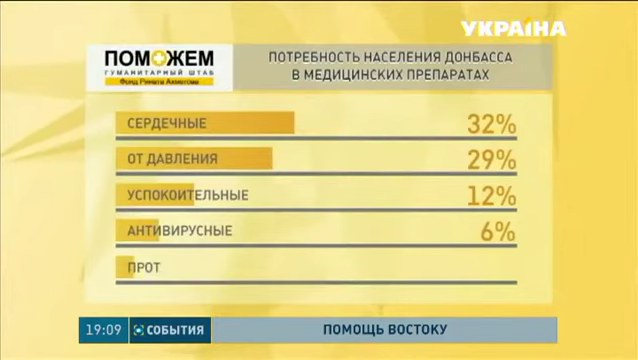 УКРАЇНА
ПОМОЖЕМ
ГУМАНИТАРНЫЙ ШТАБ
Фонд Рината Ахметова
ПОТРЕБНОСТЬ НАСЕЛЕНИЯ ДОНБАССА
В МЕДИЦИНСКИХ ПРЕПАРАТАХ
СЕРДЕЧНЫЕ 32%
ОТ ДАВЛЕНИЯ 29%
УСПОКОИТЕЛЬНЫЕ 12%
АНТИВИРУСНЫЕ 6%
ПРОТ
19:09 СОБЫТИЯ ПОМОЩЬ ВОСТОКУ